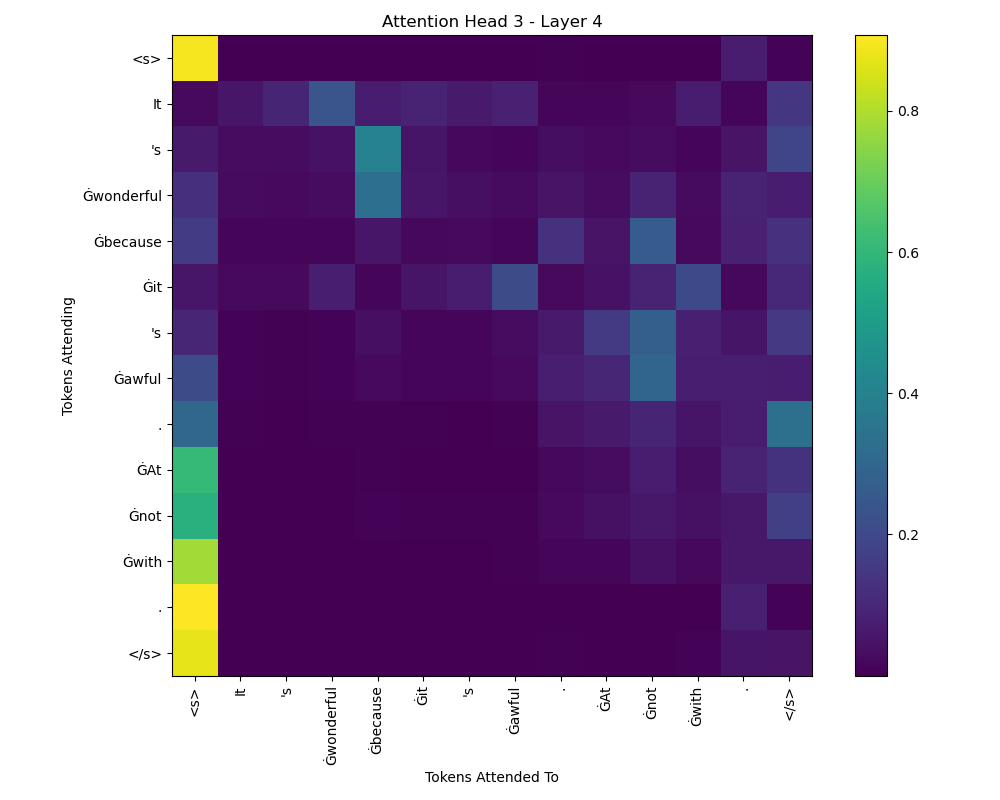 Attention Head 3 - Layer 4
<s>
It
's
Ġwonderful
Ġbecause
Ġit
's
Ġawful
.
ĠAt
Ġnot
Ġwith
.
</s>
Tokens Attending
<s>
It
's
Ġwonderful
Ġbecause
Ġit
's
Ġawful
.
ĠAt
Ġnot
Ġwith
.
</s>
Tokens Attended To
0.8
0.6
0.4
0.2